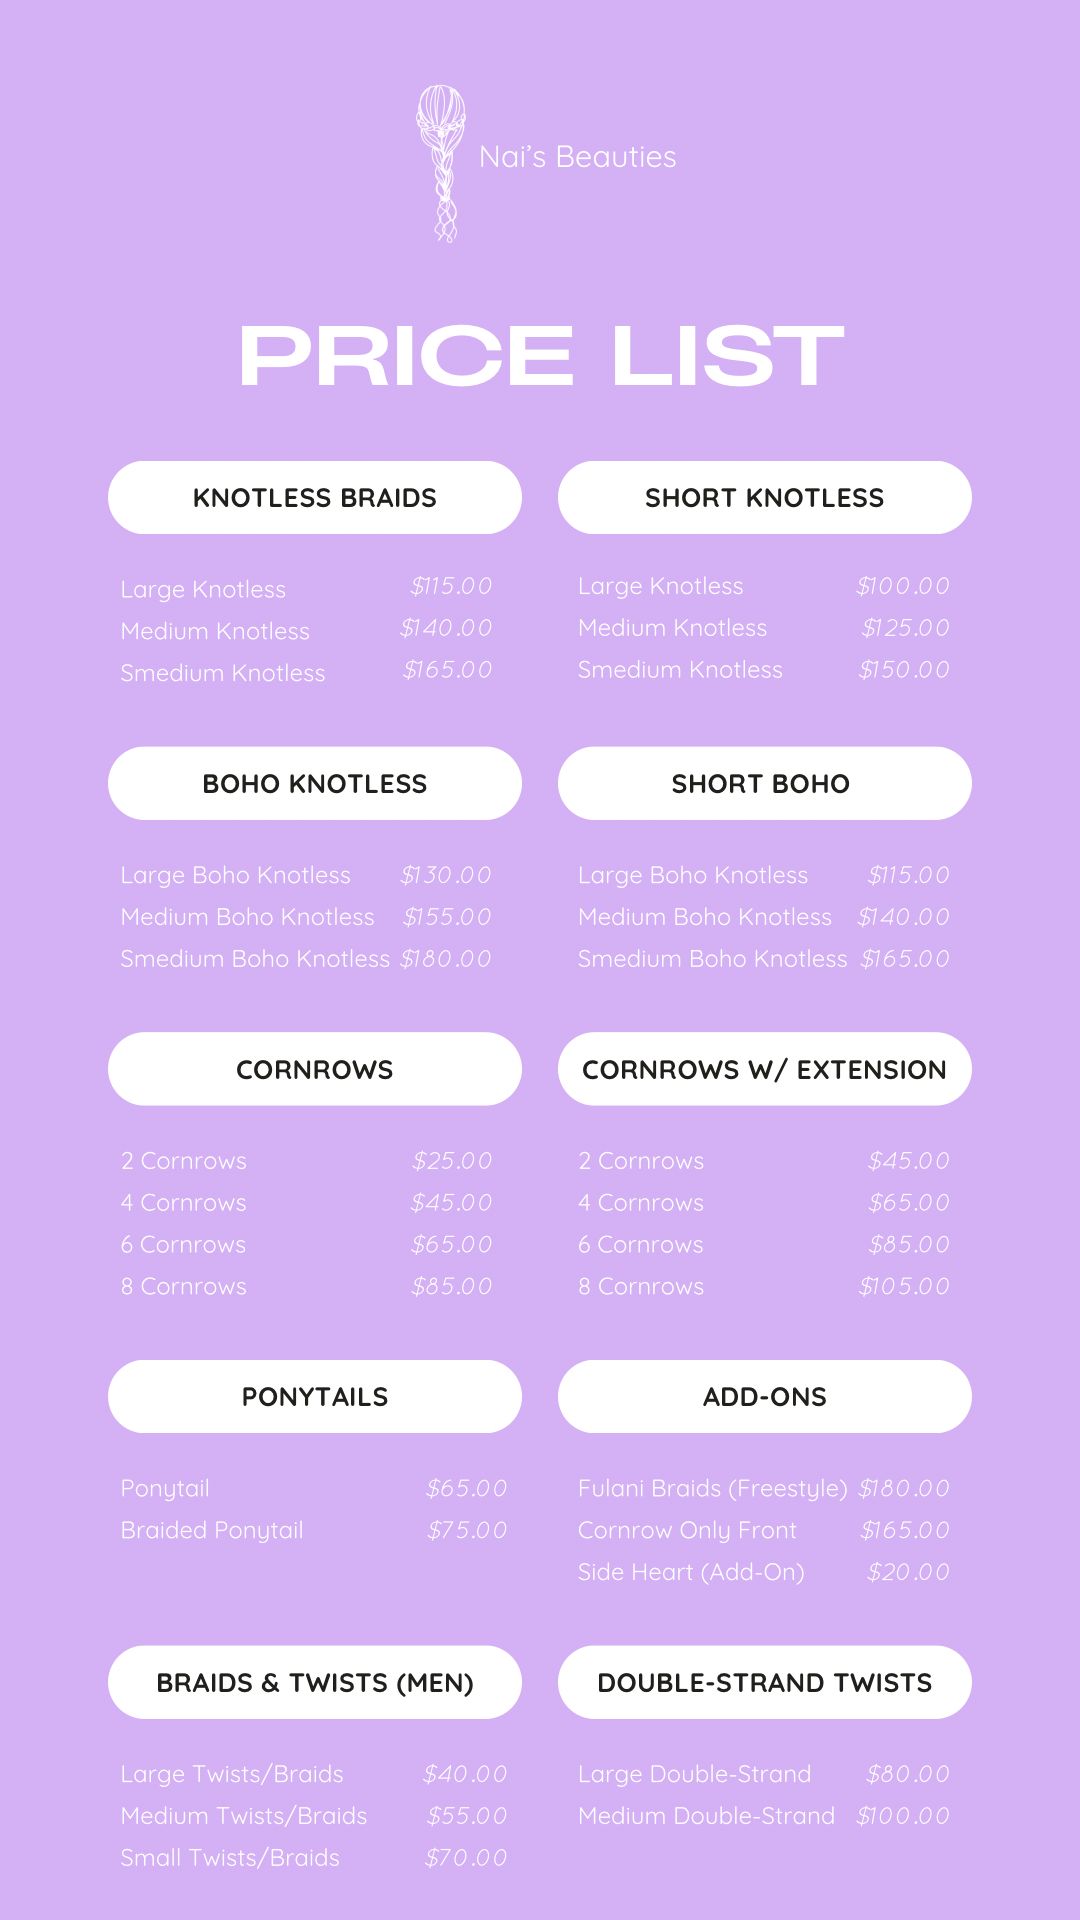 Nai's Beauties
PRICE LIST
KNOTLESS BRAIDS
Large Knotless $115.00
Medium Knotless $140.00
Smedium Knotless $165.00
SHORT KNOTLESS
Large Knotless $100.00
Medium Knotless $125.00
Smedium Knotless $150.00
BOHO KNOTLESS
Large Boho Knotless $130.00
Medium Boho Knotless $155.00
Smedium Boho Knotless $180.00
SHORT BOHO
Large Boho Knotless $115.00
Medium Boho Knotless $140.00
Smedium Boho Knotless $165.00
CORNROWS
2 Cornrows $25.00
4 Cornrows $45.00
6 Cornrows $65.00
8 Cornrows $85.00
CORNROWS W/ EXTENSION
2 Cornrows $45.00
4 Cornrows $65.00
6 Cornrows $85.00
8 Cornrows $105.00
PONYTAILS
Ponytail $65.00
Braided Ponytail $75.00
ADD-ONS
Fulani Braids (Freestyle) $180.00
Cornrow Only Front $165.00
Side Heart (Add-On) $20.00
BRAIDS & TWISTS (MEN)
Large Twists/Braids $40.00
Medium Twists/Braids $55.00
Small Twists/Braids $70.00
DOUBLE-STRAND TWISTS
Large Double-Strand $80.00
Medium Double-Strand $100.00